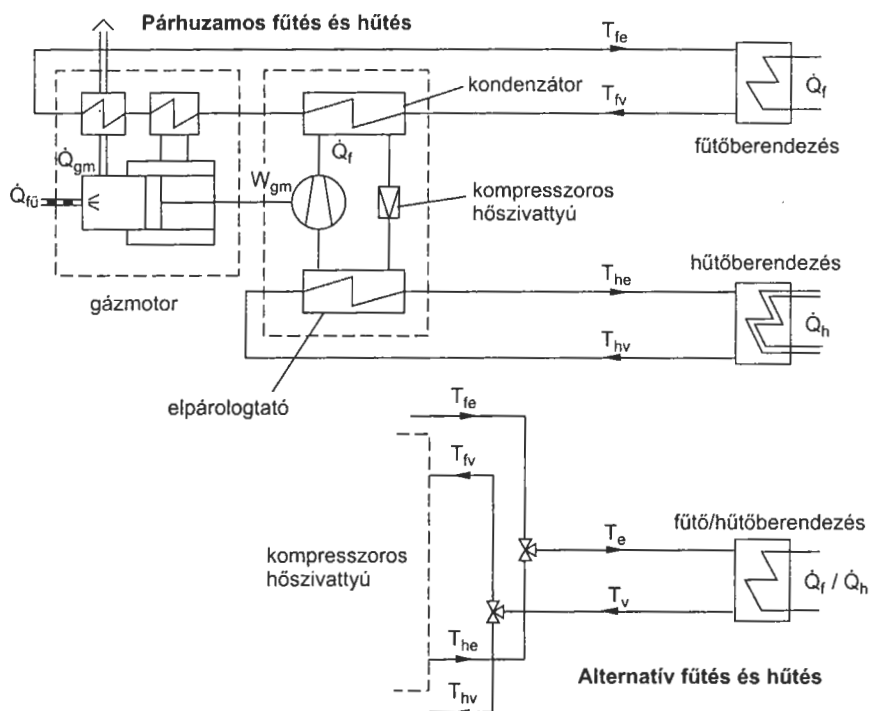 Párhuzamos fűtés és hűtés
T_fe
kondenzátor
Q̇_f
T_fv
fűtőberendezés
Q̇_gm
Q̇_f
W_gm
Q̇_fű
kompresszoros
hőszivattyú
T_he
hűtőberendezés
gázmotor
Q̇_h
T_hv
elpárologtató
T_fe
T_fv
fűtő/hűtőberendezés
T_e
kompresszoros
hőszivattyú
Q̇_f / Q̇_h
T_v
T_he
Alternatív fűtés és hűtés
T_hv